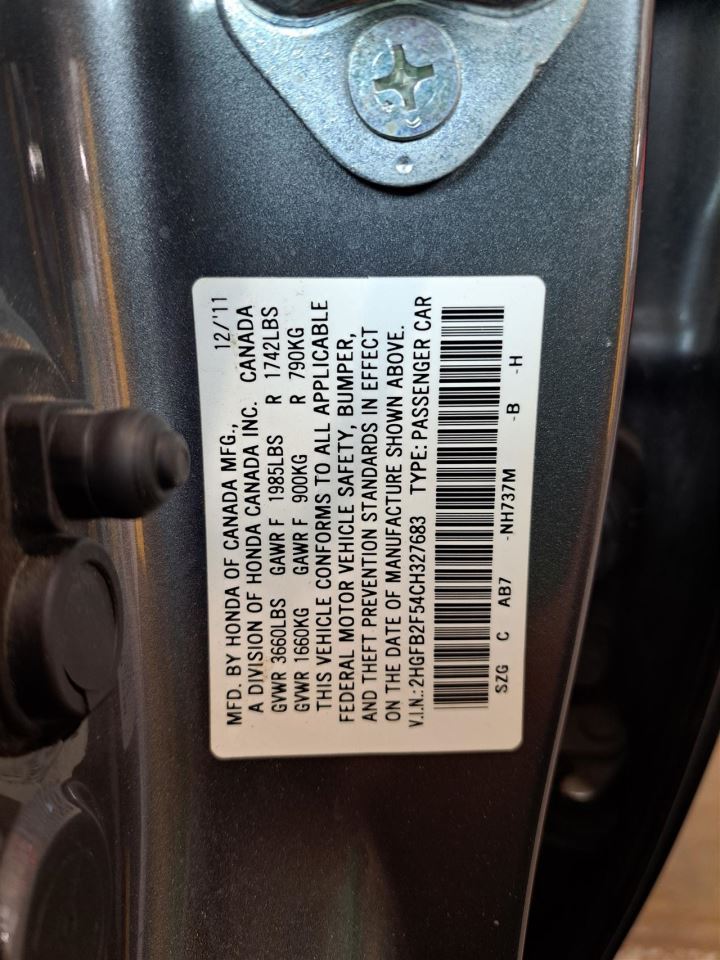 MFD. BY HONDA OF CANADA MFG., 12/'11
A DIVISION OF HONDA CANADA INC. CANADA
GVWR 3660LBS GAWR F 1985LBS R 1742LBS
GVWR 1660KG GAWR F 900KG R 790KG
THIS VEHICLE CONFORMS TO ALL APPLICABLE
FEDERAL MOTOR VEHICLE SAFETY, BUMPER,
AND THEFT PREVENTION STANDARDS IN EFFECT
ON THE DATE OF MANUFACTURE SHOWN ABOVE.
V.I.N.: 2HGFB2F54CH327683 TYPE: PASSENGER CAR
SZG C AB7 -NH737M -B -H